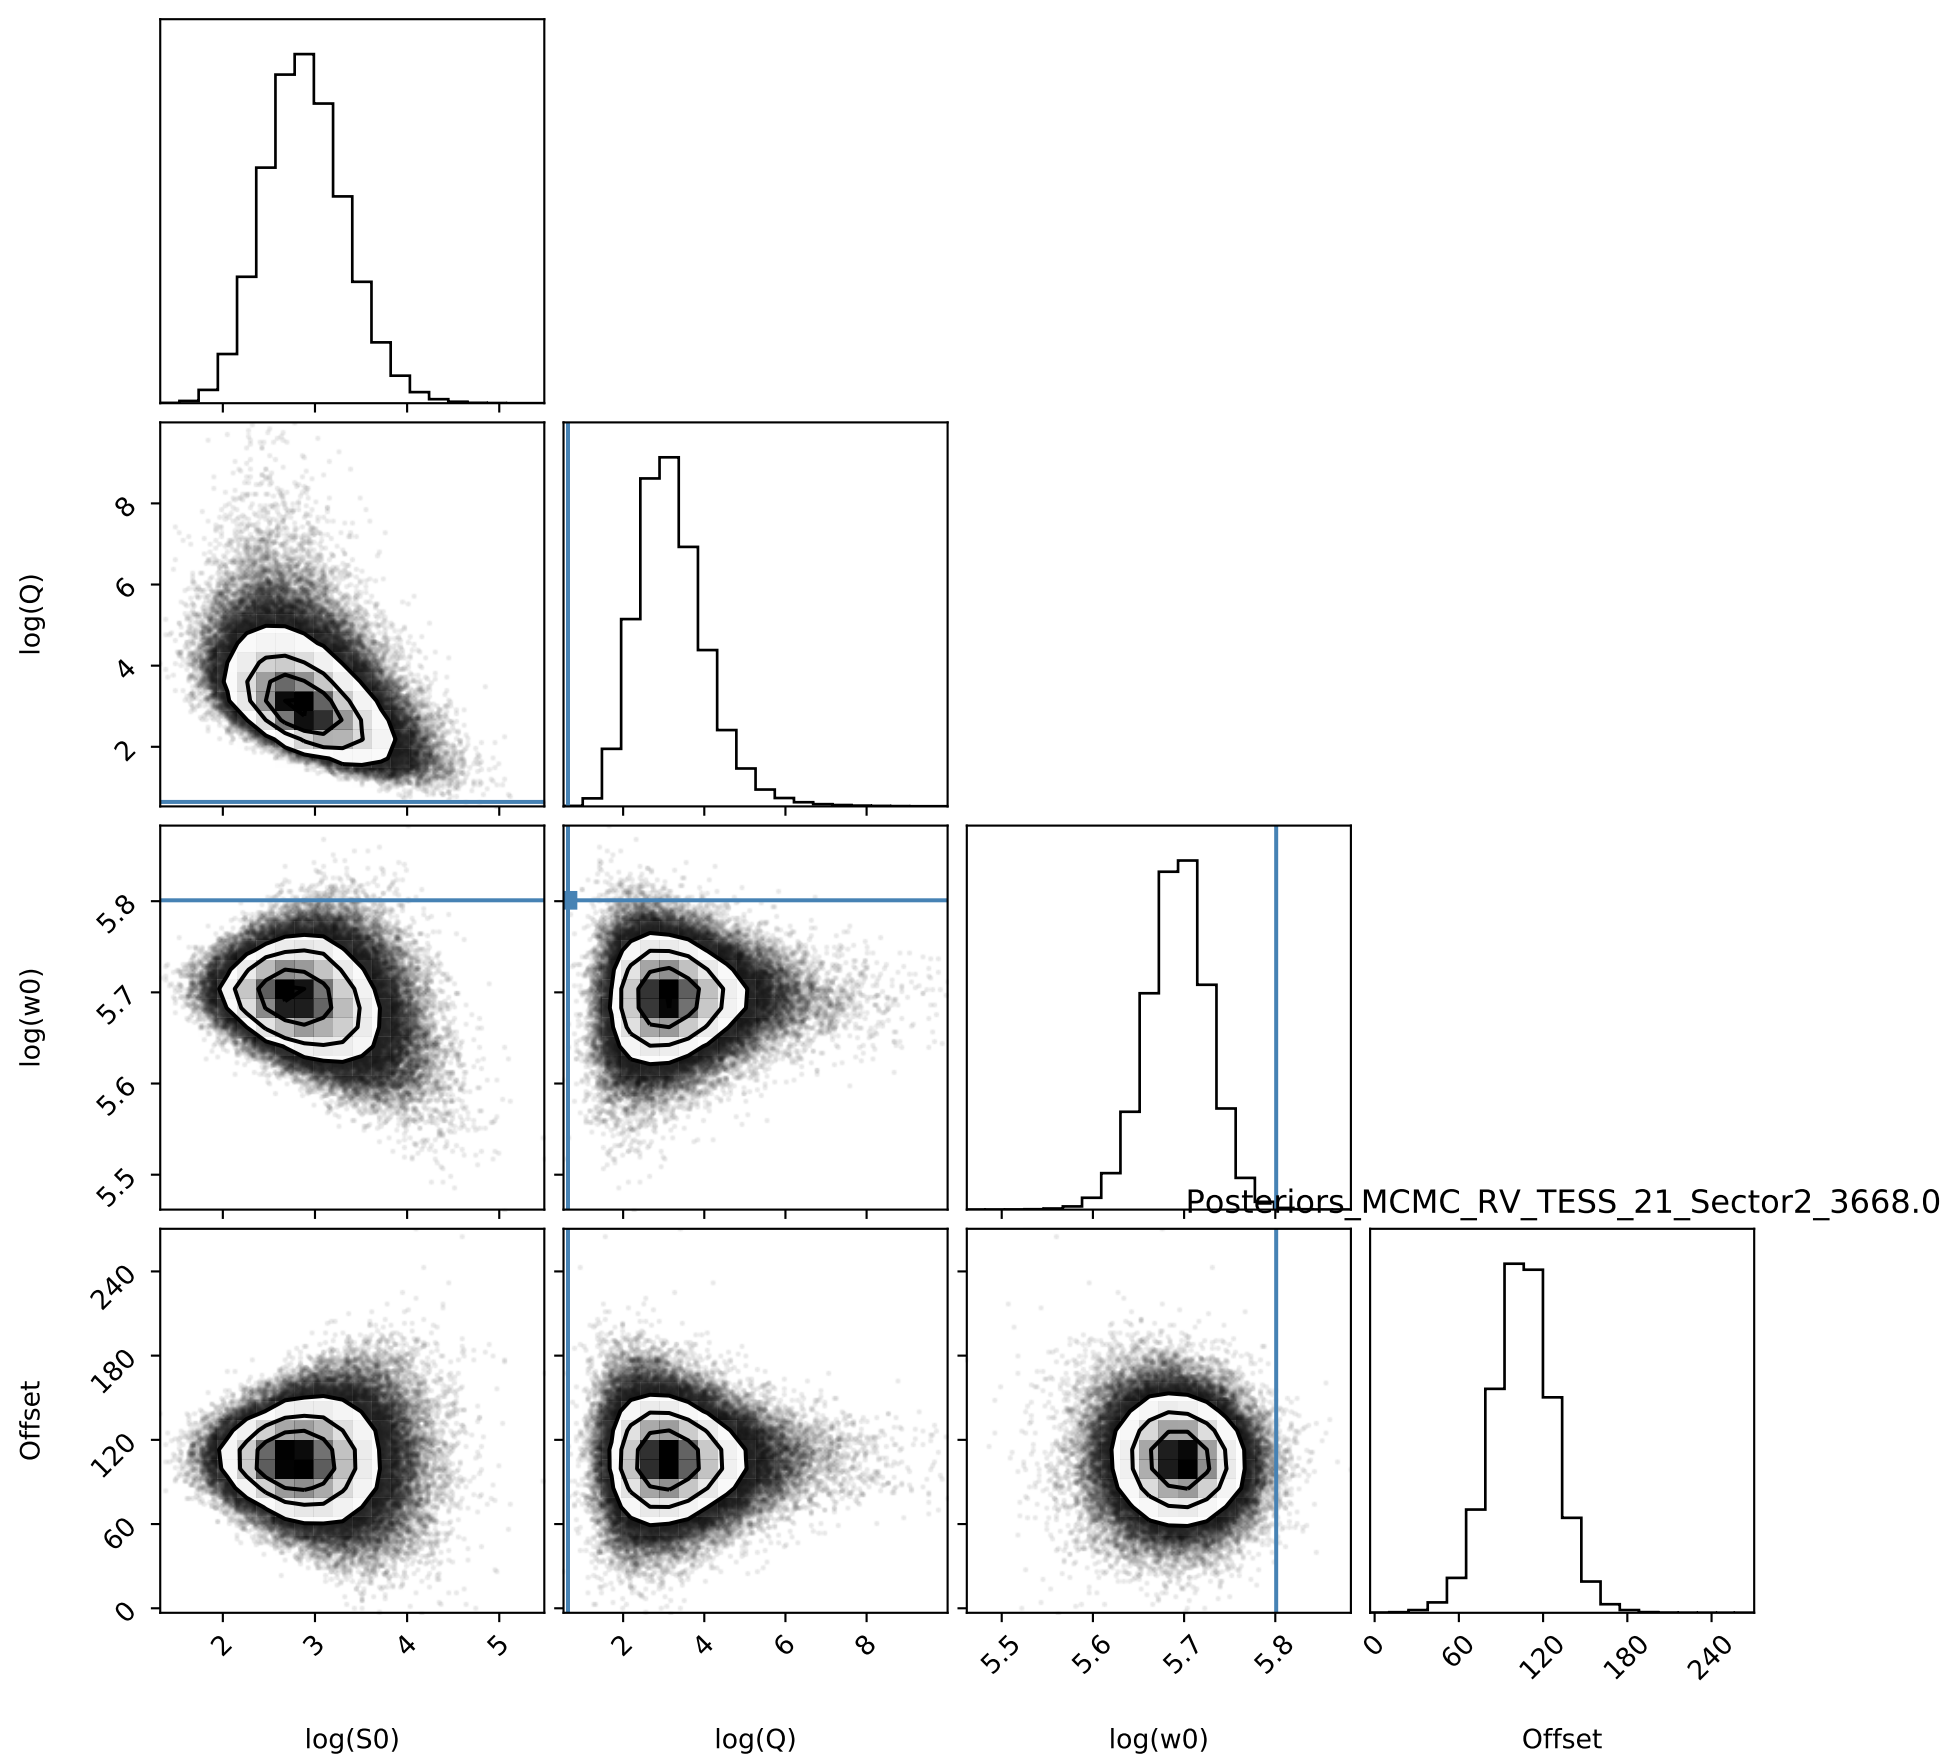 8
6
4
2
log(Q)
5.8
5.7
5.6
5.5
log(w0)
Posteriors_MCMC_RV_TESS_21_Sector2_3668.0
240
180
120
60
0
Offset
2 3 4 5
2 4 6 8
5.5 5.6 5.7 5.8
0 60 120 180 240
log(S0)
log(Q)
log(w0)
Offset